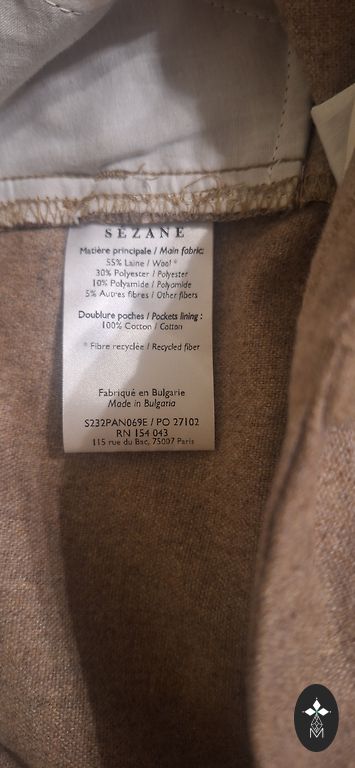 SÉZANE
Matière principale / Main fabric:
55% Laine / Wool *
30% Polyester / Polyester
10% Polyamide / Polyamide
5% Autres fibres / Other fibers
Doublure poches / Pockets lining :
100% Cotton / Cotton
* Fibre recyclée / Recycled fiber
Fabriqué en Bulgarie
Made in Bulgaria
S232PAN069E / PO 27102
RN 154 043
115 rue du Bac, 75007 Paris
M